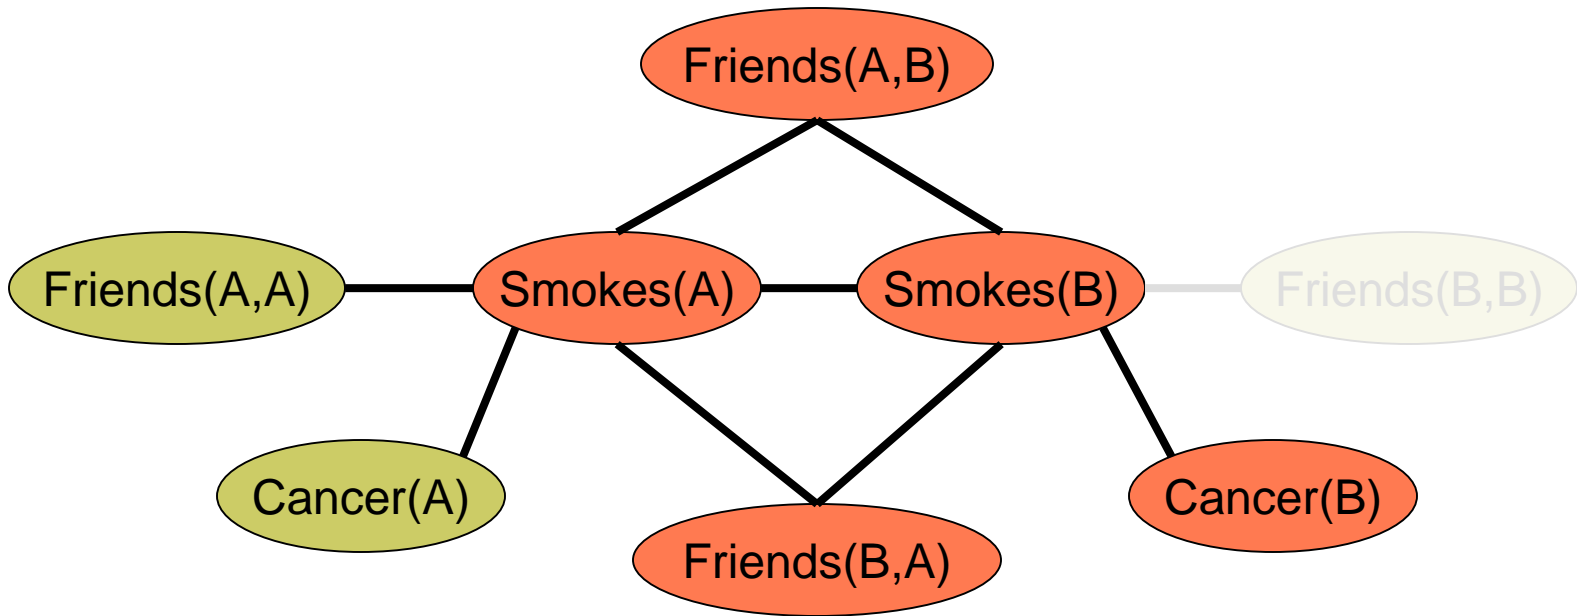 Friends(A,B)
Friends(A,A)
Smokes(A)
Smokes(B)
Friends(B,B)
Cancer(A)
Cancer(B)
Friends(B,A)